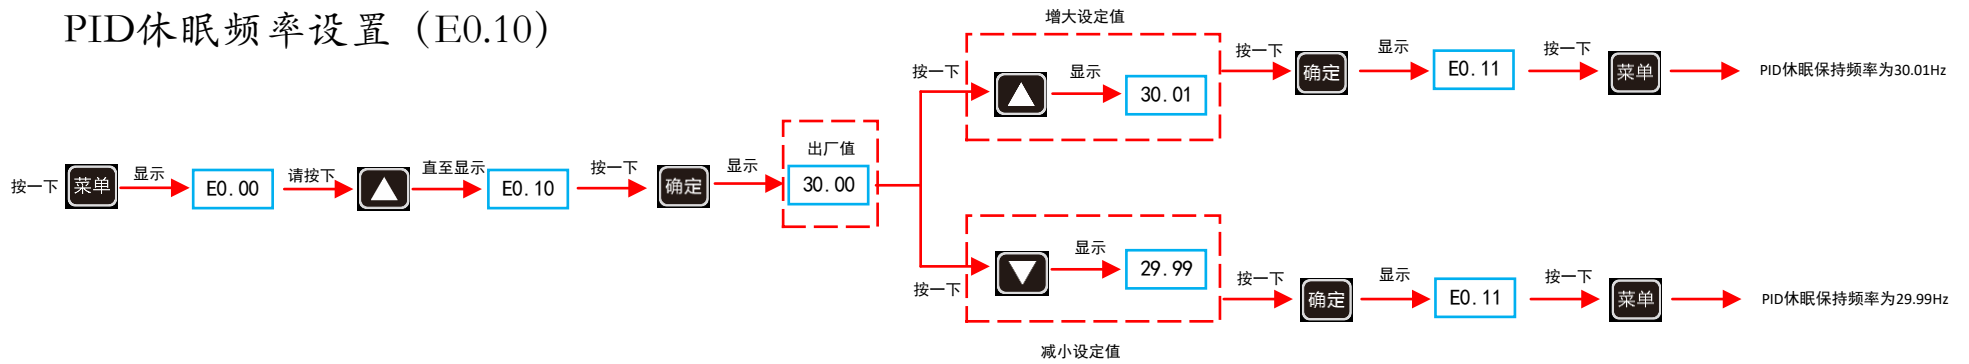 PID休眠频率设置（E0.10）
按一下
菜单
显示
E0.00
请按下
直至显示
E0.10
按一下
确定
显示
出厂值
30.00
增大设定值
按一下
显示
30.01
按一下
确定
显示
E0.11
按一下
菜单
PID休眠保持频率为30.01Hz
按一下
显示
29.99
减小设定值
按一下
确定
显示
E0.11
按一下
菜单
PID休眠保持频率为29.99Hz